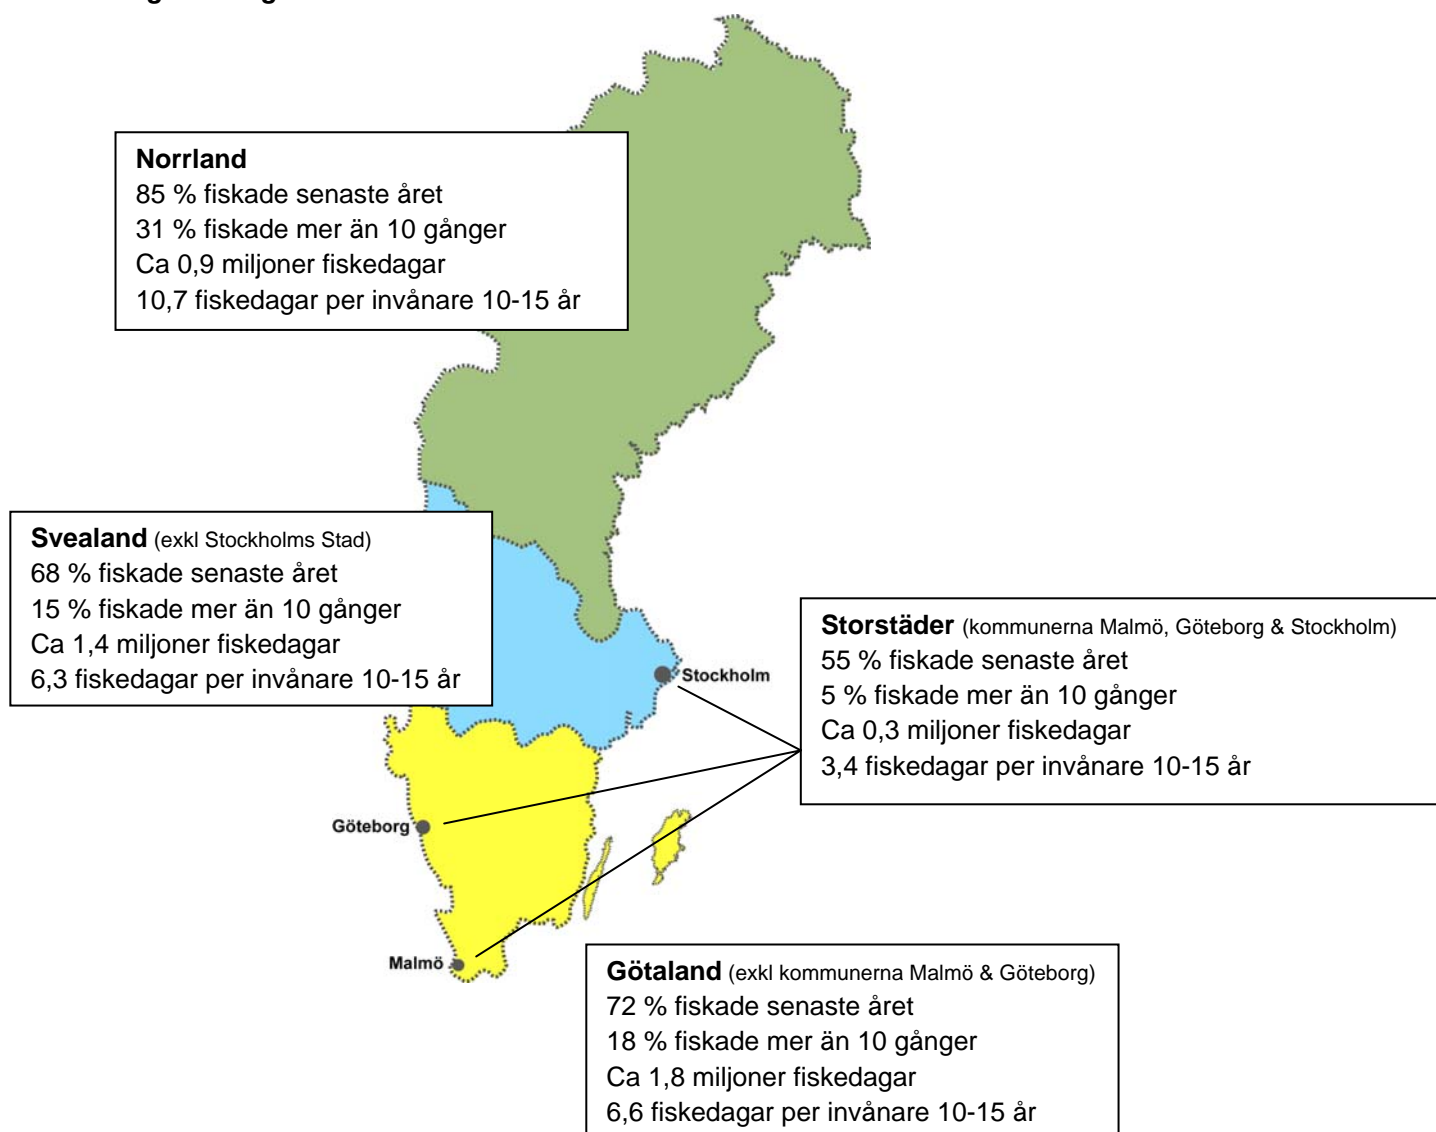 Norrland
85 % fiskade senaste året
31 % fiskade mer än 10 gånger
Ca 0,9 miljoner fiskedagar
10,7 fiskedagar per invånare 10-15 år
Svealand (exkl Stockholms Stad)
68 % fiskade senaste året
15 % fiskade mer än 10 gånger
Ca 1,4 miljoner fiskedagar
6,3 fiskedagar per invånare 10-15 år
Storstäder (kommunerna Malmö, Göteborg & Stockholm)
55 % fiskade senaste året
5 % fiskade mer än 10 gånger
Ca 0,3 miljoner fiskedagar
3,4 fiskedagar per invånare 10-15 år
Stockholm
Göteborg
Malmö
Götaland (exkl kommunerna Malmö & Göteborg)
72 % fiskade senaste året
18 % fiskade mer än 10 gånger
Ca 1,8 miljoner fiskedagar
6,6 fiskedagar per invånare 10-15 år